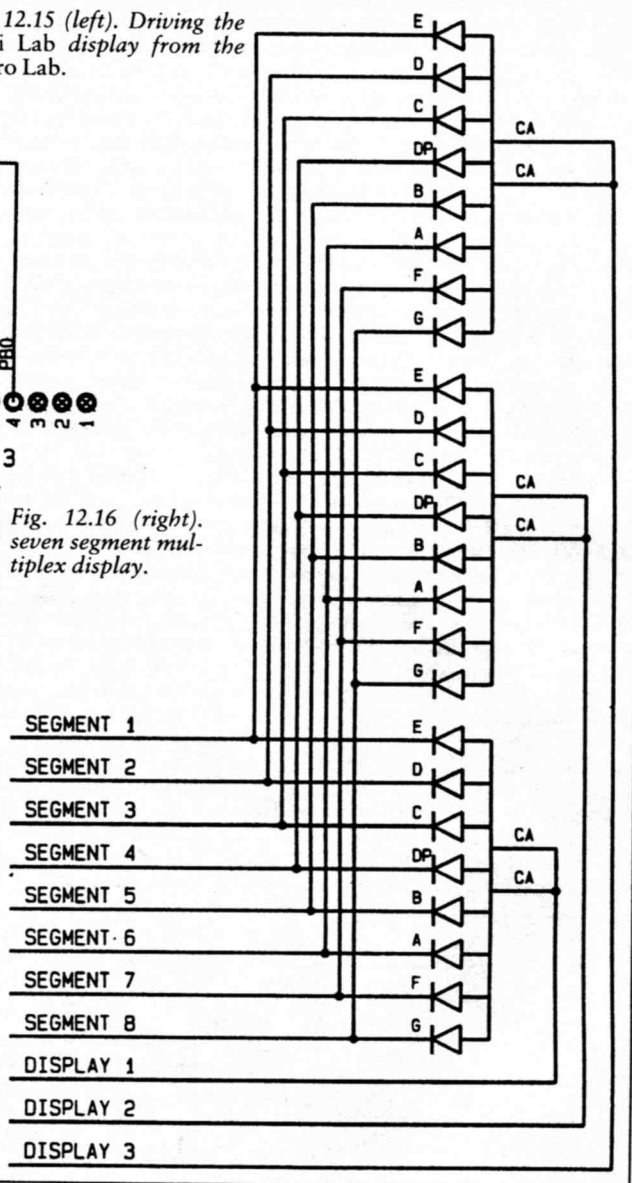 12.15 (left). Driving the
i Lab display from the
ro Lab.
PB0
4 3 2 1
3
Fig. 12.16 (right).
seven segment mul-
tiplex display.
E
D
C
DP
B
A
F
G
CA
CA
E
D
C
DP
B
A
F
G
CA
CA
E
D
C
DP
B
A
F
G
CA
CA
SEGMENT 1
SEGMENT 2
SEGMENT 3
SEGMENT 4
SEGMENT 5
SEGMENT 6
SEGMENT 7
SEGMENT 8
DISPLAY 1
DISPLAY 2
DISPLAY 3